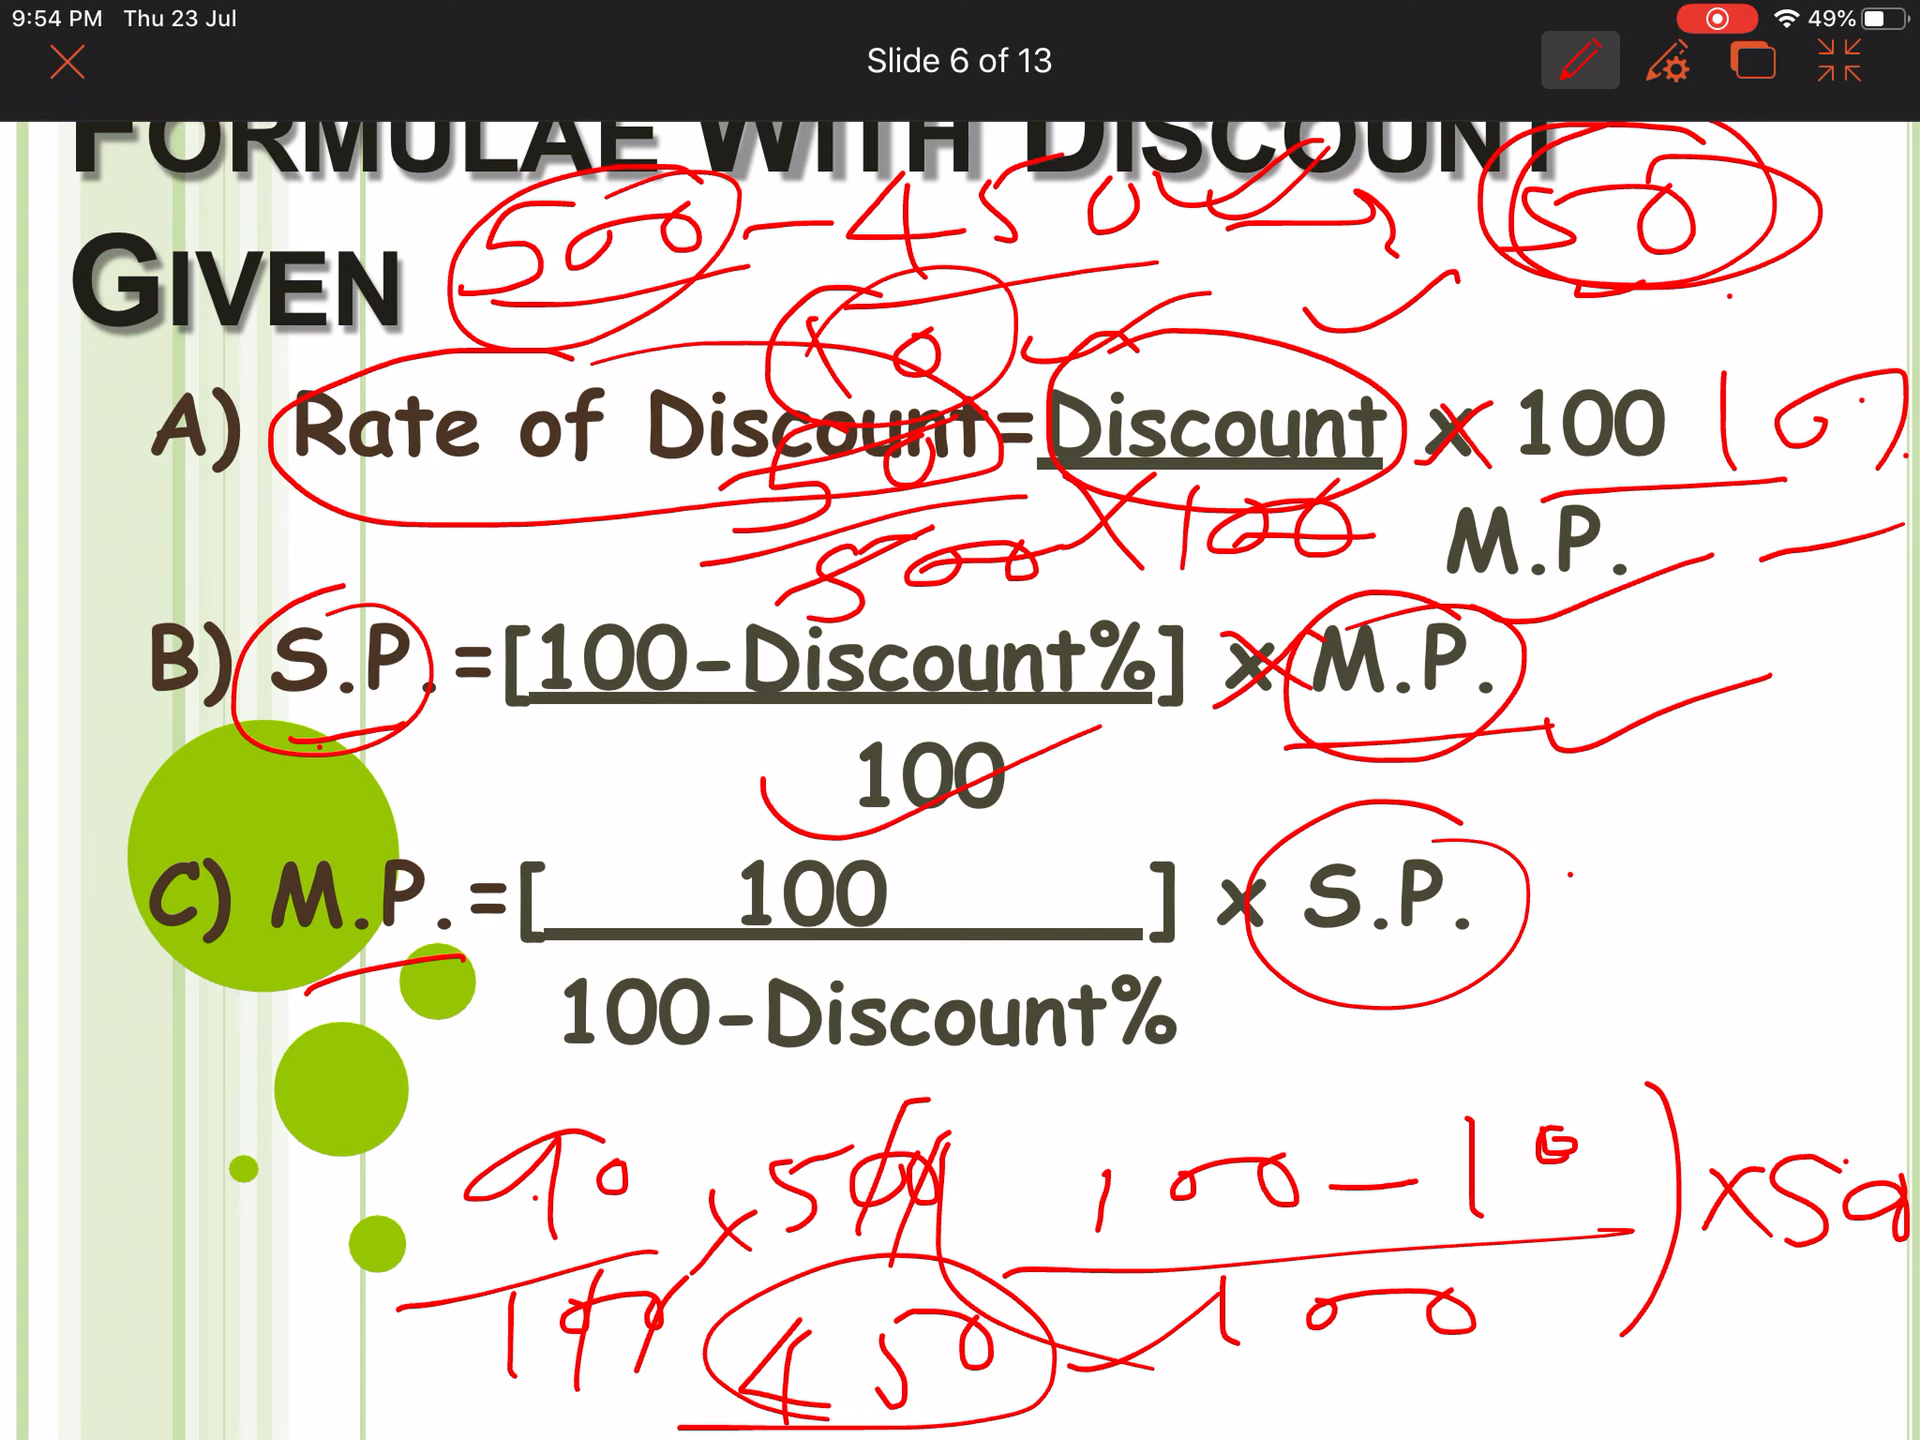 9:54 PM Thu 23 Jul
49%
Slide 6 of 13
FORMULAE WITH DISCOUNT
GIVEN
500 - 450 → 50
10
A) Rate of Discount = Discount x 100
M.P.
50
500 × 100
10%
B) S.P. =[100-Discount%] x M.P.
100
C) M.P. =[ 100 ] x S.P.
100-Discount%
90 × 500
100
450
( 100 - 10 ) × 50
100